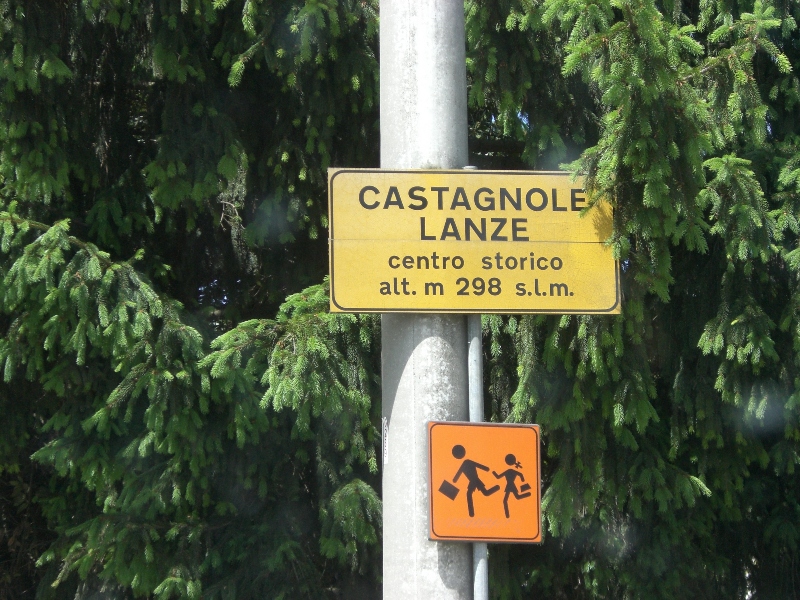 CASTAGNOLE
LANZE
centro storico
alt. m 298 s.l.m.